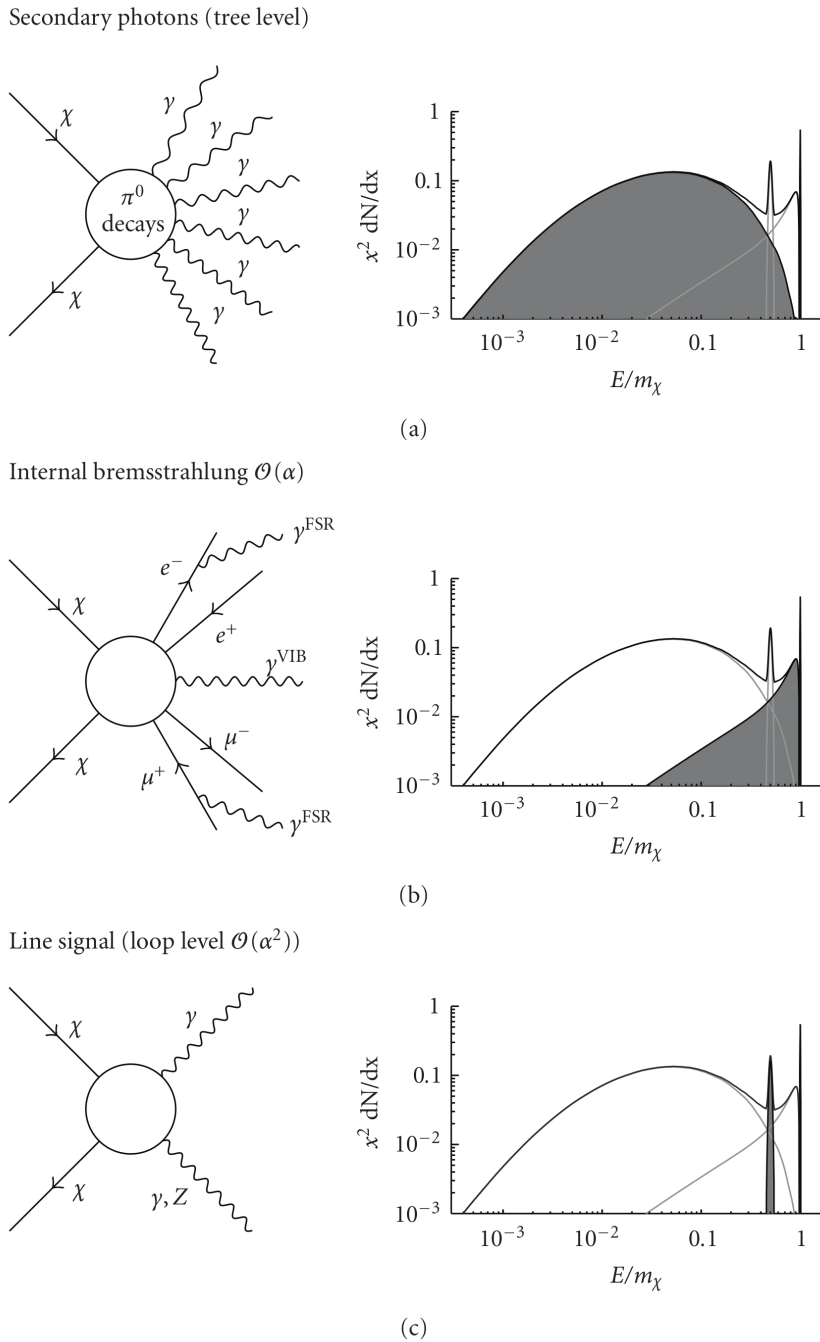 Secondary photons (tree level)
χ
χ
π⁰
decays
γ
γ
γ
γ
γ
γ
x² dN/dx
1
0.1
10⁻²
10⁻³
10⁻³
10⁻²
0.1
1
E/mχ
(a)
Internal bremsstrahlung 𝒪(α)
χ
χ
e⁻
γ^FSR
e⁺
γ^VIB
μ⁻
μ⁺
γ^FSR
x² dN/dx
1
0.1
10⁻²
10⁻³
10⁻³
10⁻²
0.1
1
E/mχ
(b)
Line signal (loop level 𝒪(α²))
χ
χ
γ
γ, Z
x² dN/dx
1
0.1
10⁻²
10⁻³
10⁻³
10⁻²
0.1
1
E/mχ
(c)